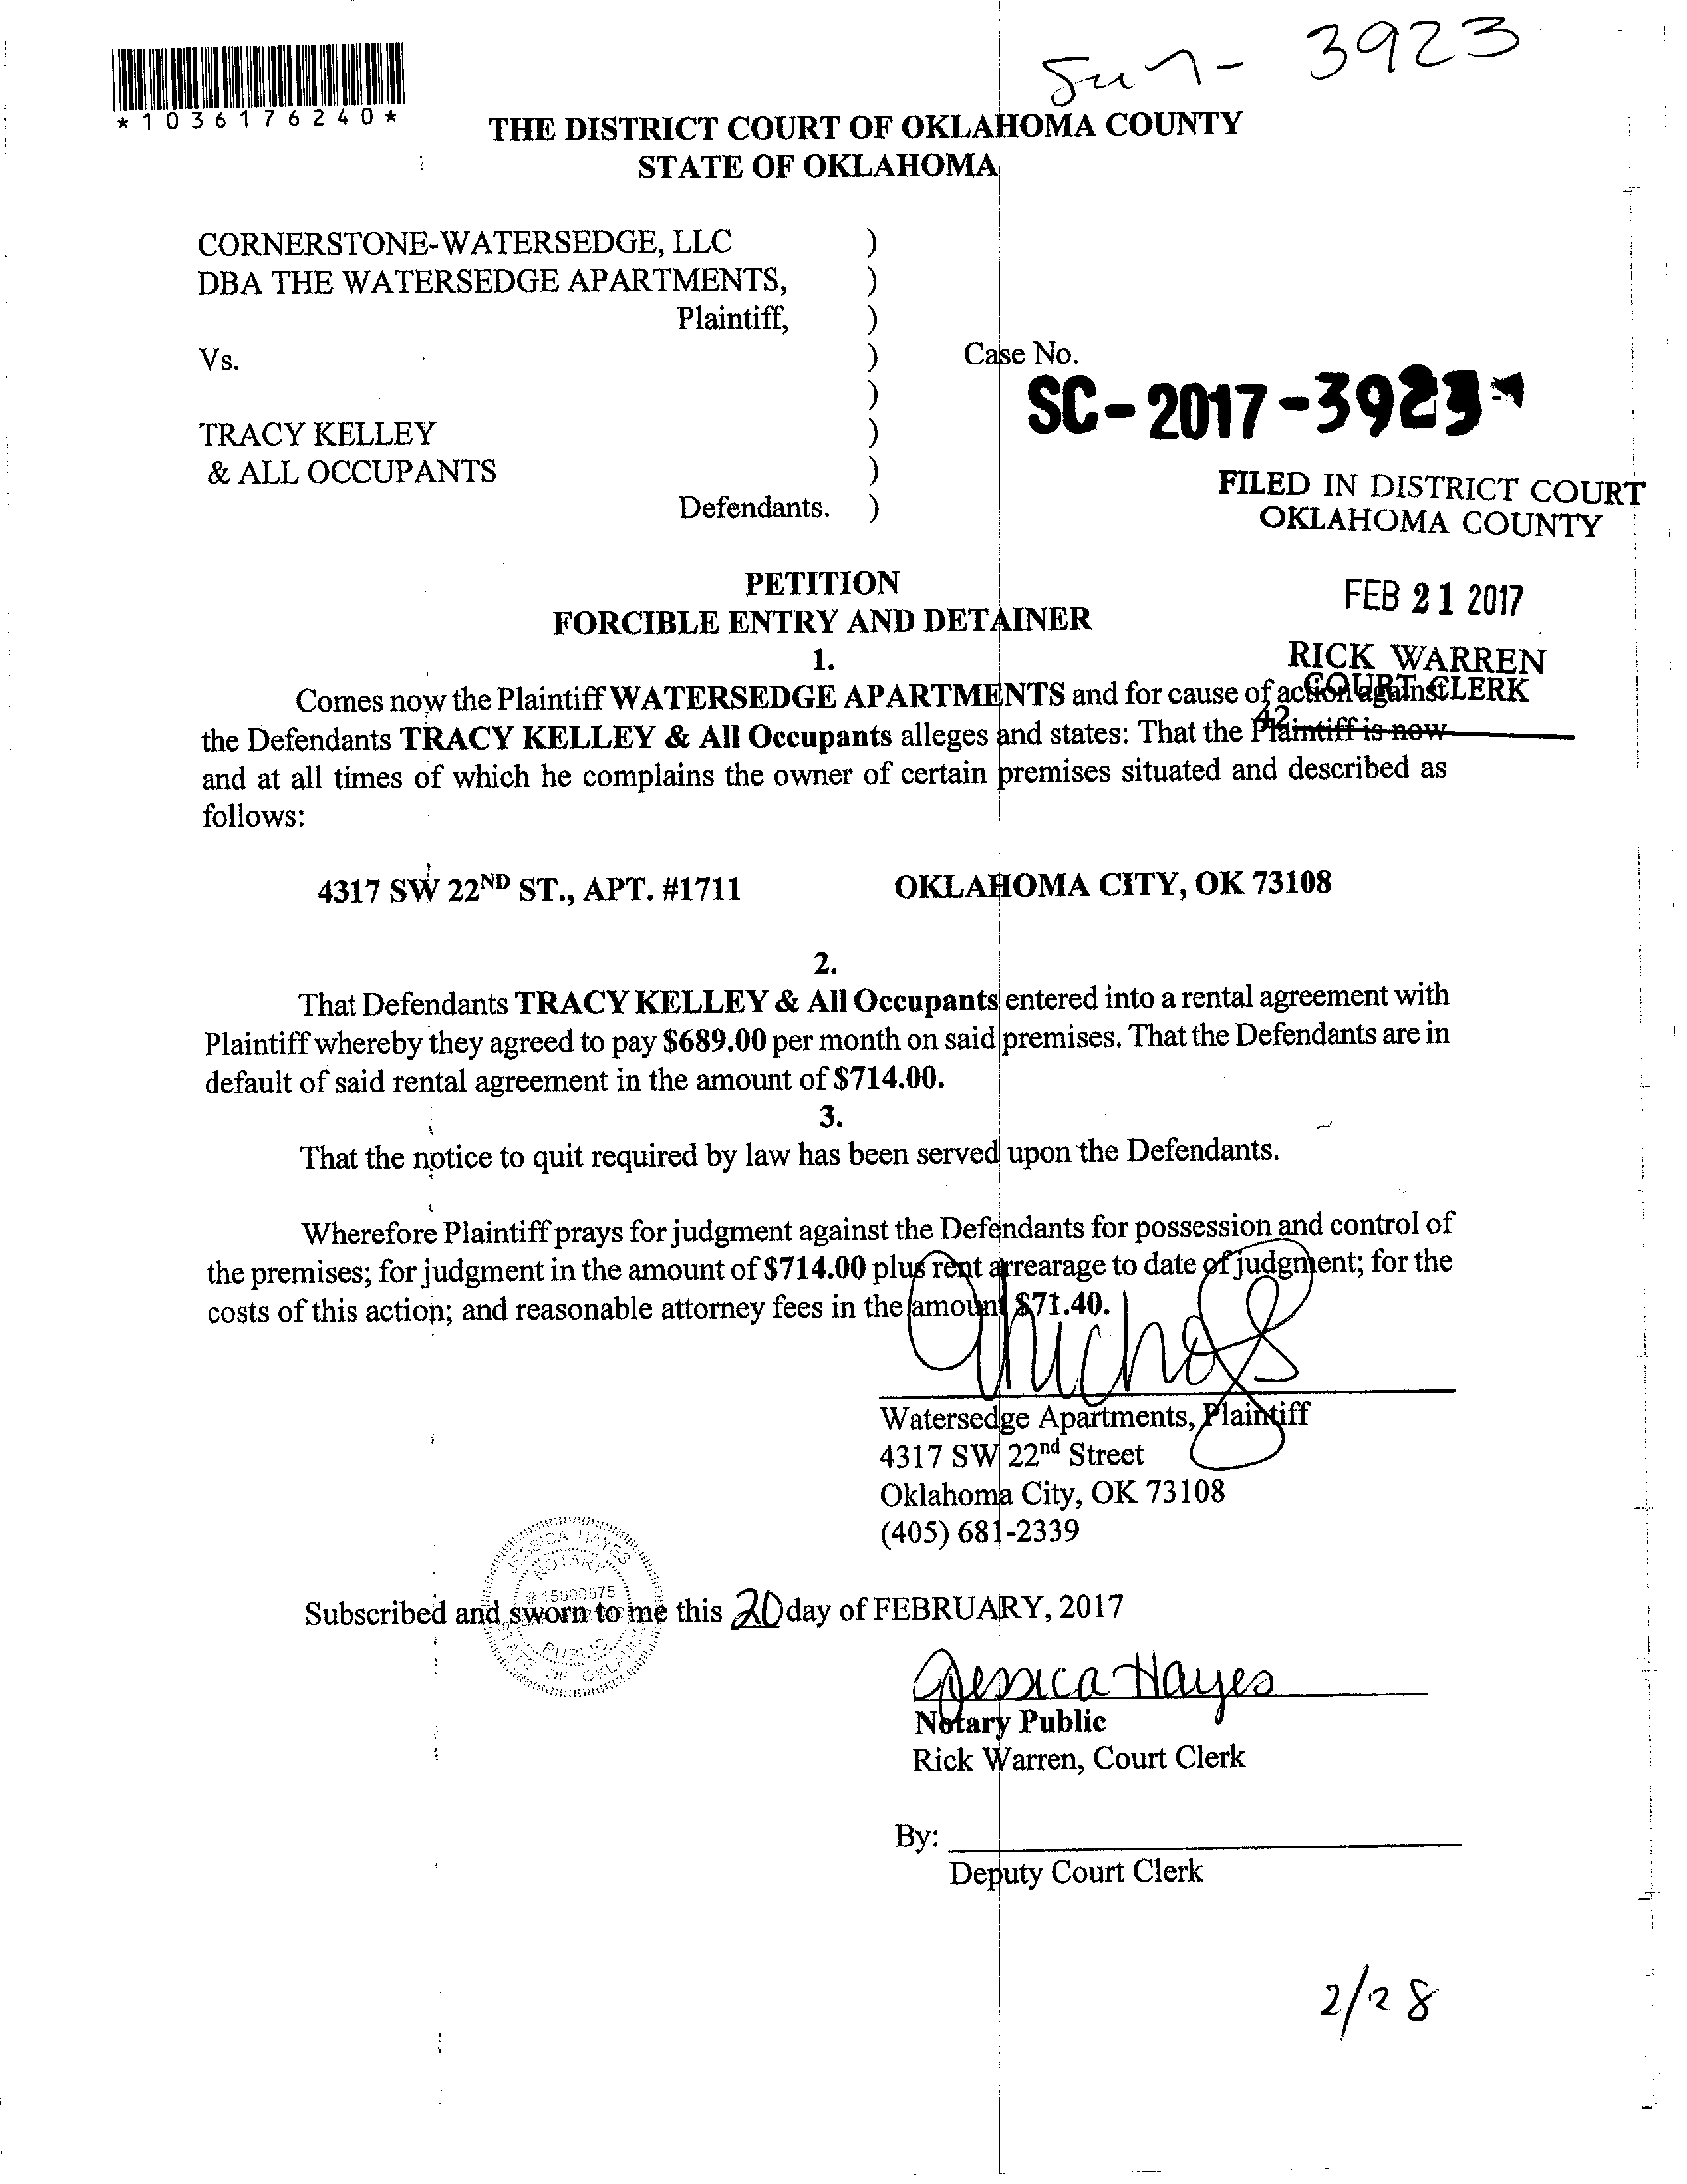 3923
*1036176240*
THE DISTRICT COURT OF OKLAHOMA COUNTY
STATE OF OKLAHOMA
CORNERSTONE-WATERSEDGE, LLC )
DBA THE WATERSEDGE APARTMENTS, )
Plaintiff, )
Vs. ) Case No.
) SC-2017-3923
TRACY KELLEY )
& ALL OCCUPANTS )
Defendants. )
FILED IN DISTRICT COURT
OKLAHOMA COUNTY
FEB 21 2017
RICK WARREN
COURT CLERK
42
PETITION
FORCIBLE ENTRY AND DETAINER
1.
Comes now the Plaintiff WATERSEDGE APARTMENTS and for cause of action against
the Defendants TRACY KELLEY & All Occupants alleges and states: That the Plaintiff is now
and at all times of which he complains the owner of certain premises situated and described as
follows:
4317 SW 22ND ST., APT. #1711 OKLAHOMA CITY, OK 73108
2.
That Defendants TRACY KELLEY & All Occupants entered into a rental agreement with
Plaintiff whereby they agreed to pay $689.00 per month on said premises. That the Defendants are in
default of said rental agreement in the amount of $714.00.
3.
That the notice to quit required by law has been served upon the Defendants.
Wherefore Plaintiff prays for judgment against the Defendants for possession and control of
the premises; for judgment in the amount of $714.00 plus rent arrearage to date of judgment; for the
costs of this action; and reasonable attorney fees in the amount $71.40.
Watersedge Apartments, Plaintiff
4317 SW 22nd Street
Oklahoma City, OK 73108
(405) 681-2339
JESSICA HAYES
NOTARY
PUBLIC
STATE OF OKLAHOMA
Subscribed and sworn to me this 20 day of FEBRUARY, 2017
Jessica Hayes
Notary Public
Rick Warren, Court Clerk
By:
Deputy Court Clerk
2/28